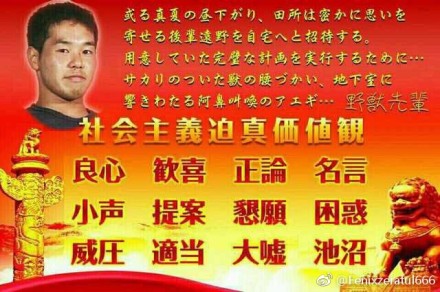 或る真夏の昼下がり、田所は密かに思いを
寄せる後輩遠野を自宅へと招待する。
用意していた完璧な計画を実行するために…
サカリのついた獣の腰づかい、地下室に
響きわたる阿鼻叫喚のアエギ…
野獣先輩
社会主義迫真価値観
良心 歓喜 正論 名言
小声 提案 懇願 困惑
威圧 適当 大嘘 池沼
@Fenixzeratul666